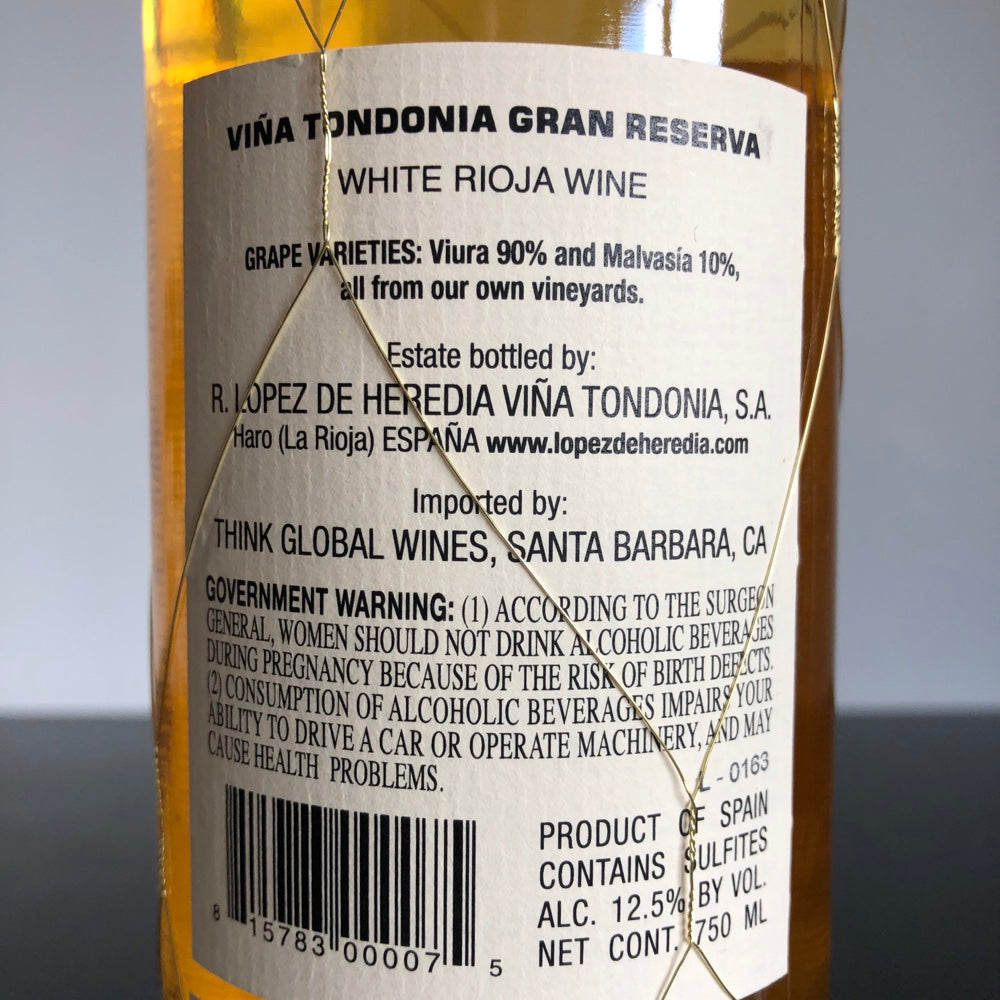 VIÑA TONDONIA GRAN RESERVA
WHITE RIOJA WINE
GRAPE VARIETIES: Viura 90% and Malvasía 10%,
all from our own vineyards.
Estate bottled by:
R. LOPEZ DE HEREDIA VIÑA TONDONIA, S.A.
Haro (La Rioja) ESPAÑA www.lopezdeheredia.com
Imported by:
THINK GLOBAL WINES, SANTA BARBARA, CA
GOVERNMENT WARNING: (1) ACCORDING TO THE SURGEON
GENERAL, WOMEN SHOULD NOT DRINK ALCOHOLIC BEVERAGES
DURING PREGNANCY BECAUSE OF THE RISK OF BIRTH DEFECTS.
(2) CONSUMPTION OF ALCOHOLIC BEVERAGES IMPAIRS YOUR
ABILITY TO DRIVE A CAR OR OPERATE MACHINERY, AND MAY
CAUSE HEALTH PROBLEMS.
L - 0163
PRODUCT OF SPAIN
CONTAINS SULFITES
ALC. 12.5% BY VOL.
NET CONT. 750 ML
8 15783 00007 5